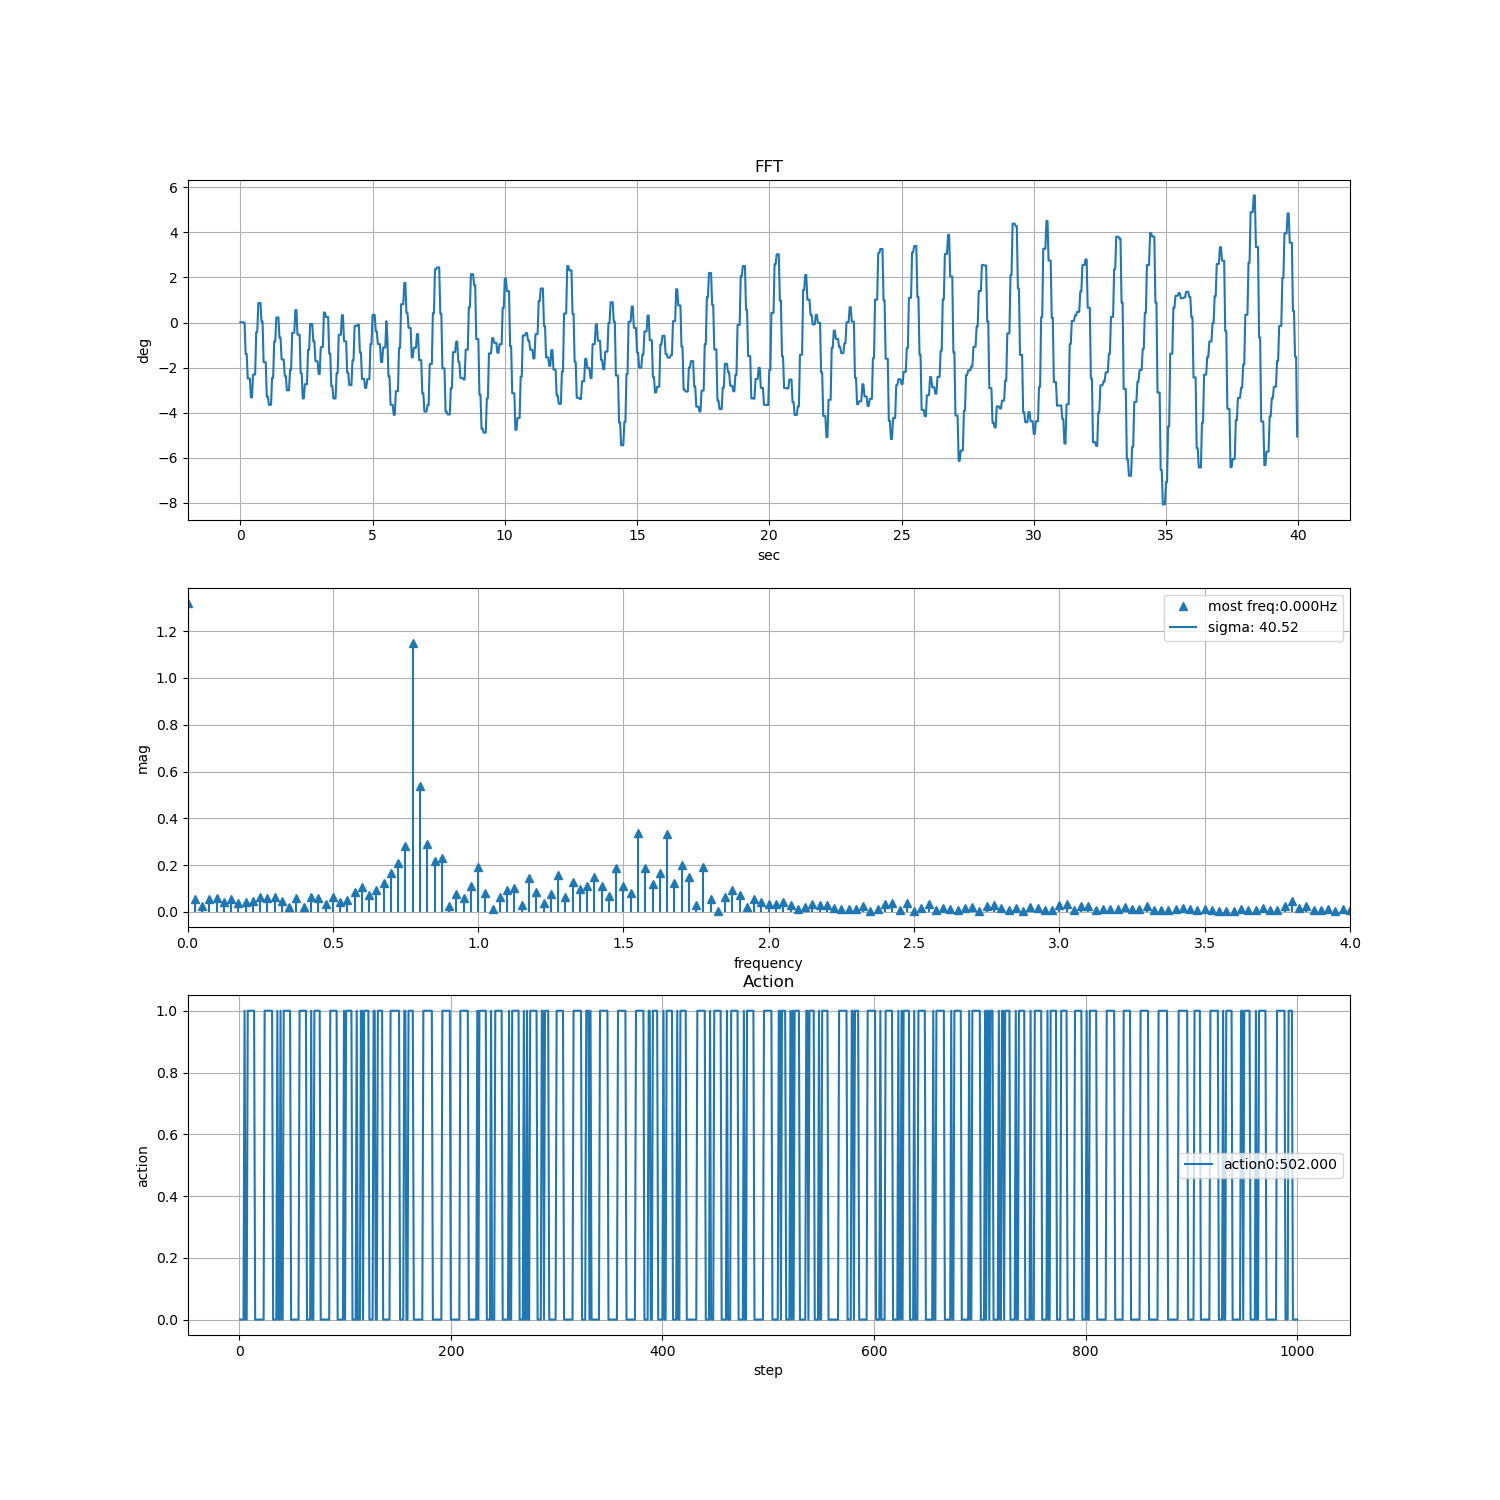 FFT
6
4
2
0
−2
−4
−6
−8
deg
0 5 10 15 20 25 30 35 40
sec
most freq:0.000Hz
sigma: 40.52
1.2
1.0
0.8
0.6
0.4
0.2
0.0
mag
0.0 0.5 1.0 1.5 2.0 2.5 3.0 3.5 4.0
frequency
Action
1.0
0.8
0.6
0.4
0.2
0.0
action
action0:502.000
0 200 400 600 800 1000
step